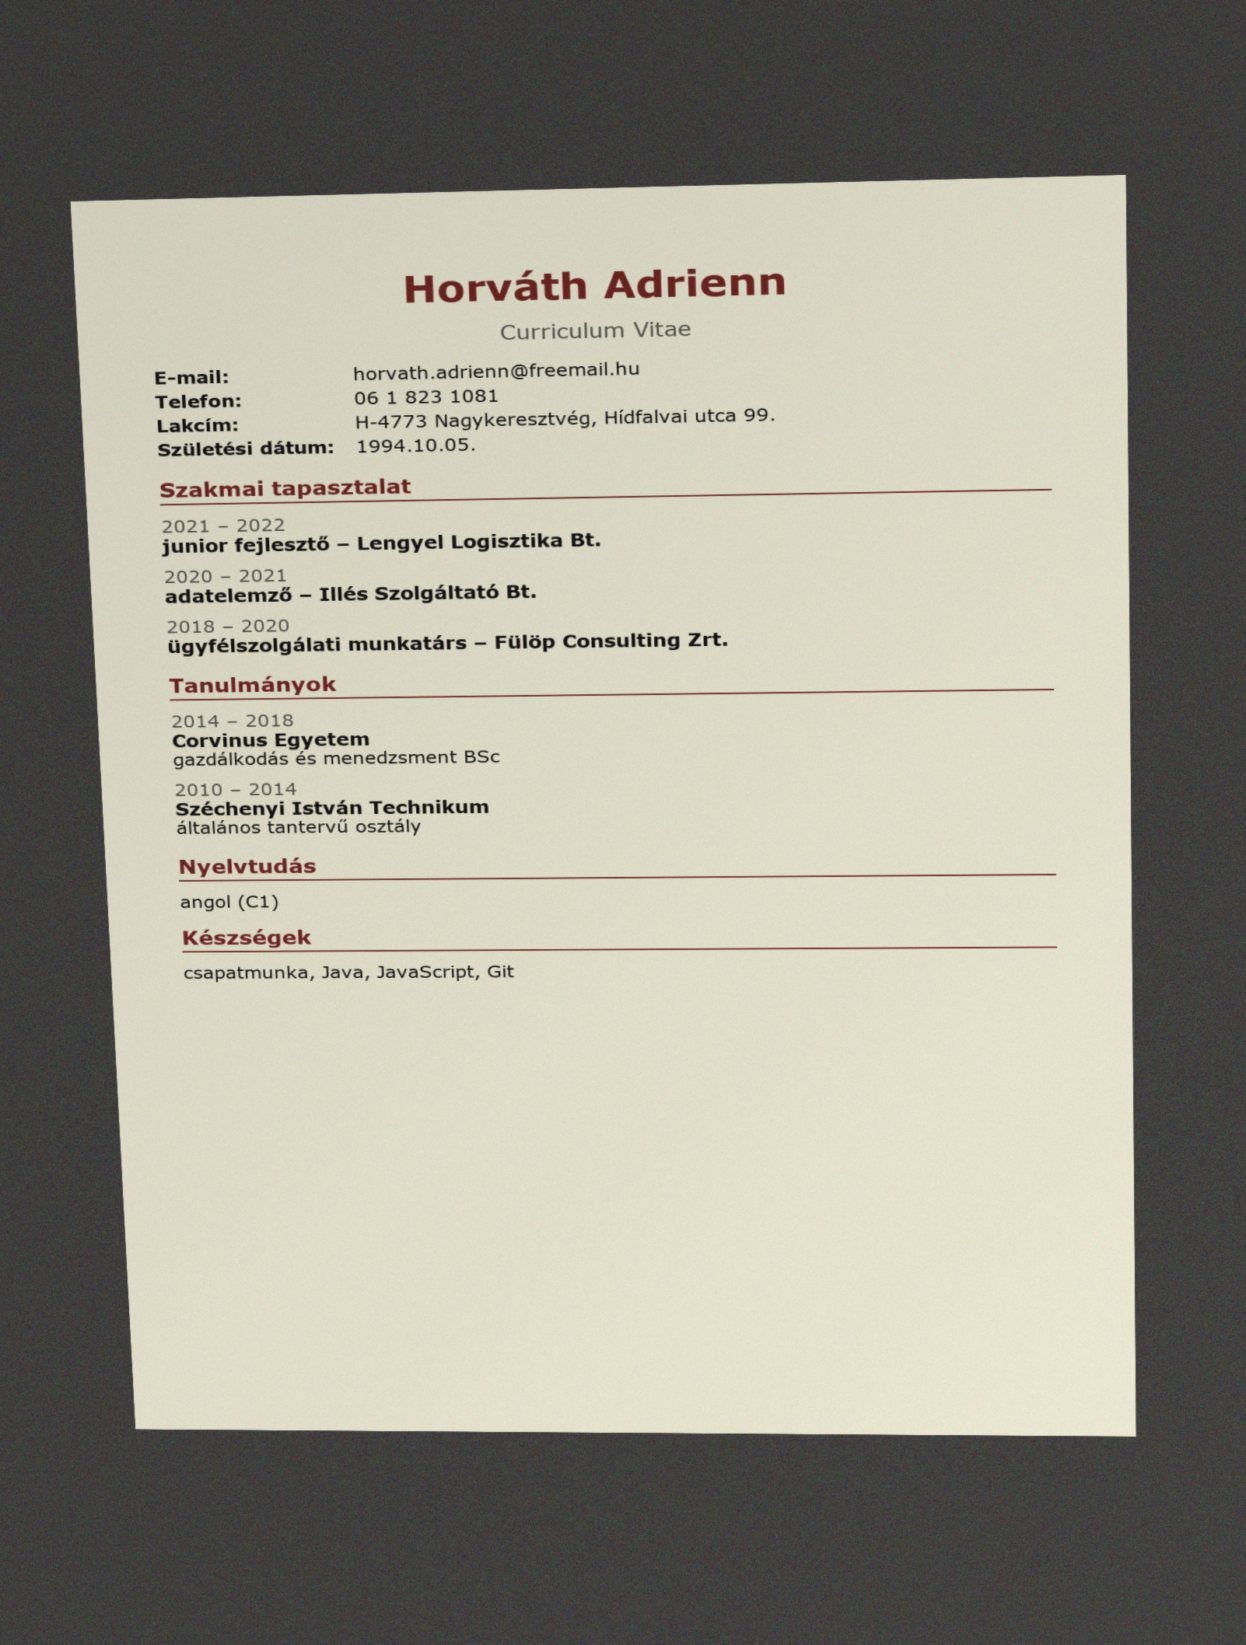 Horváth Adrienn
Curriculum Vitae
E-mail: horvath.adrienn@freemail.hu
Telefon: 06 1 823 1081
Lakcím: H-4773 Nagykeresztvég, Hídfalvai utca 99.
Születési dátum: 1994.10.05.
Szakmai tapasztalat
2021 – 2022
junior fejlesztő – Lengyel Logisztika Bt.
2020 – 2021
adatelemző – Illés Szolgáltató Bt.
2018 – 2020
ügyfélszolgálati munkatárs – Fülöp Consulting Zrt.
Tanulmányok
2014 – 2018
Corvinus Egyetem
gazdálkodás és menedzsment BSc
2010 – 2014
Széchenyi István Technikum
általános tantervű osztály
Nyelvtudás
angol (C1)
Készségek
csapatmunka, Java, JavaScript, Git